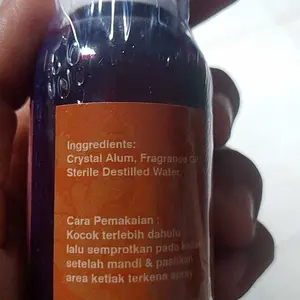 Inggredients:
Crystal Alum, Fragrance
Sterile Destilled Water
Cara Pemakaian :
Kocok terlebih dahulu
lalu semprotkan pada
setelah mandi & pastikan
area ketiak terkena spray